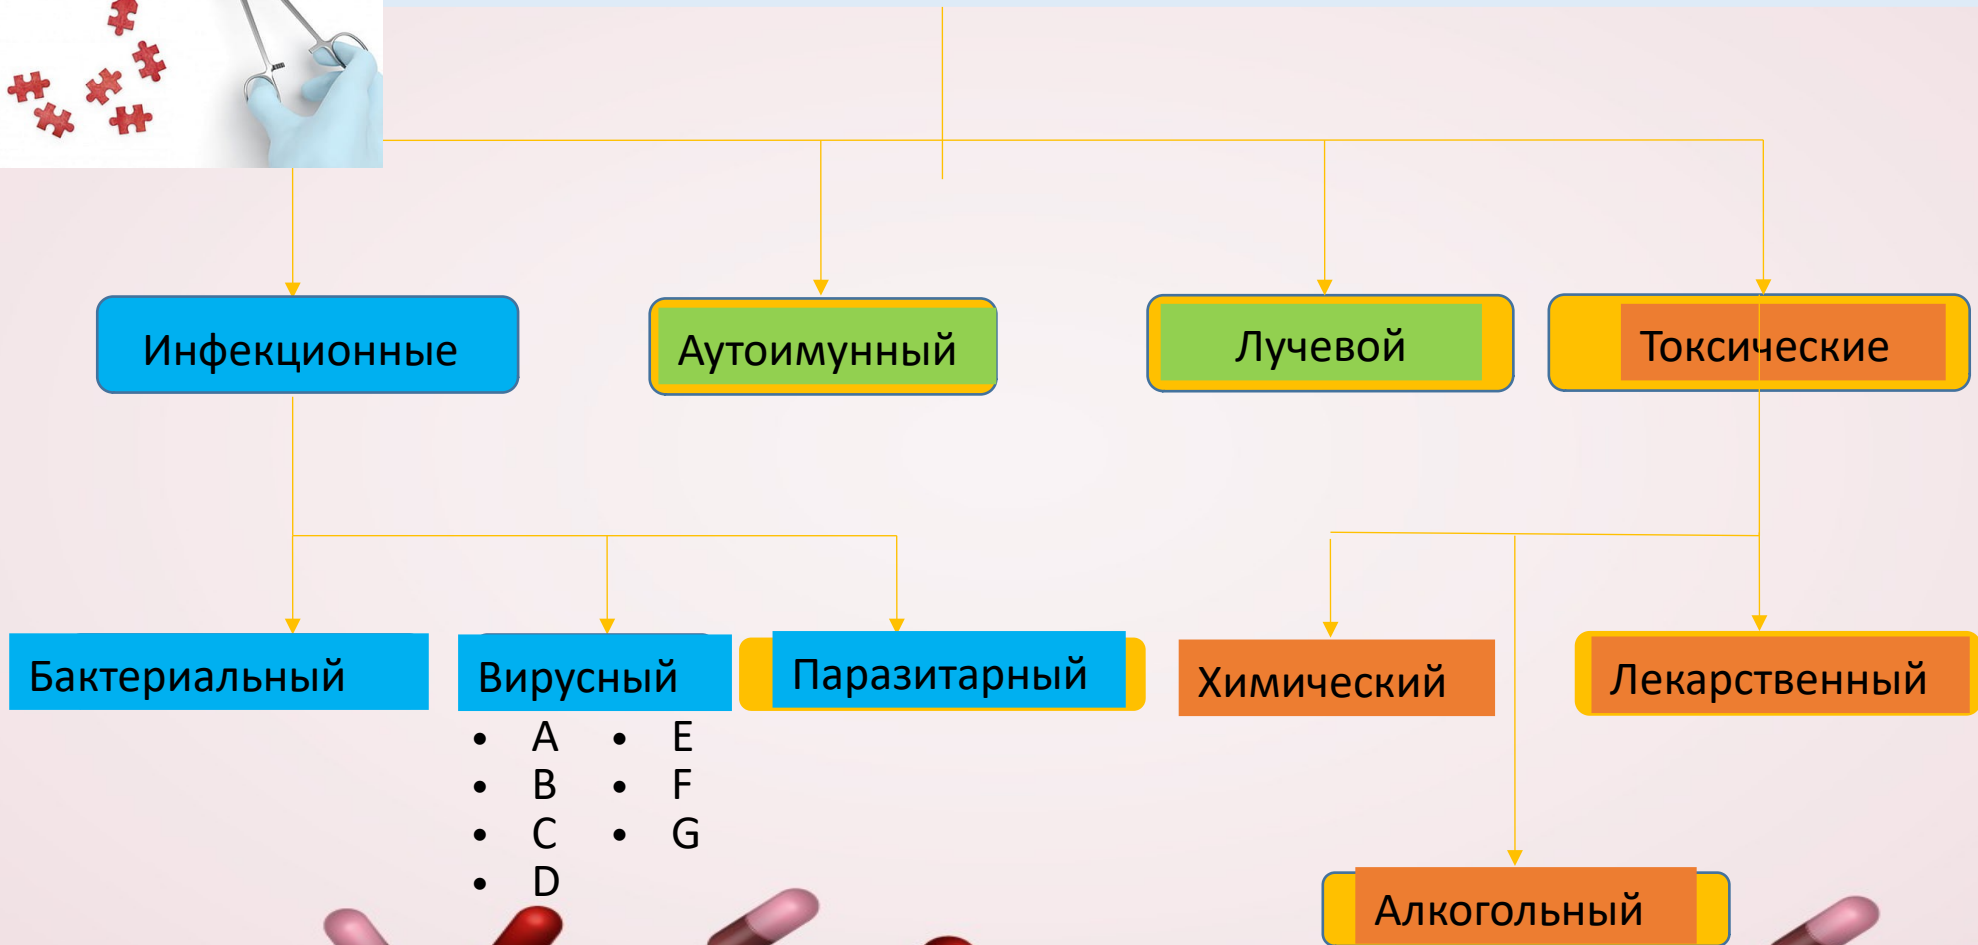 Инфекционные
Аутоимунный
Лучевой
Токсические
Бактериальный
Вирусный
Паразитарный
Химический
Лекарственный
• A
• B
• C
• D
• E
• F
• G
Алкогольный